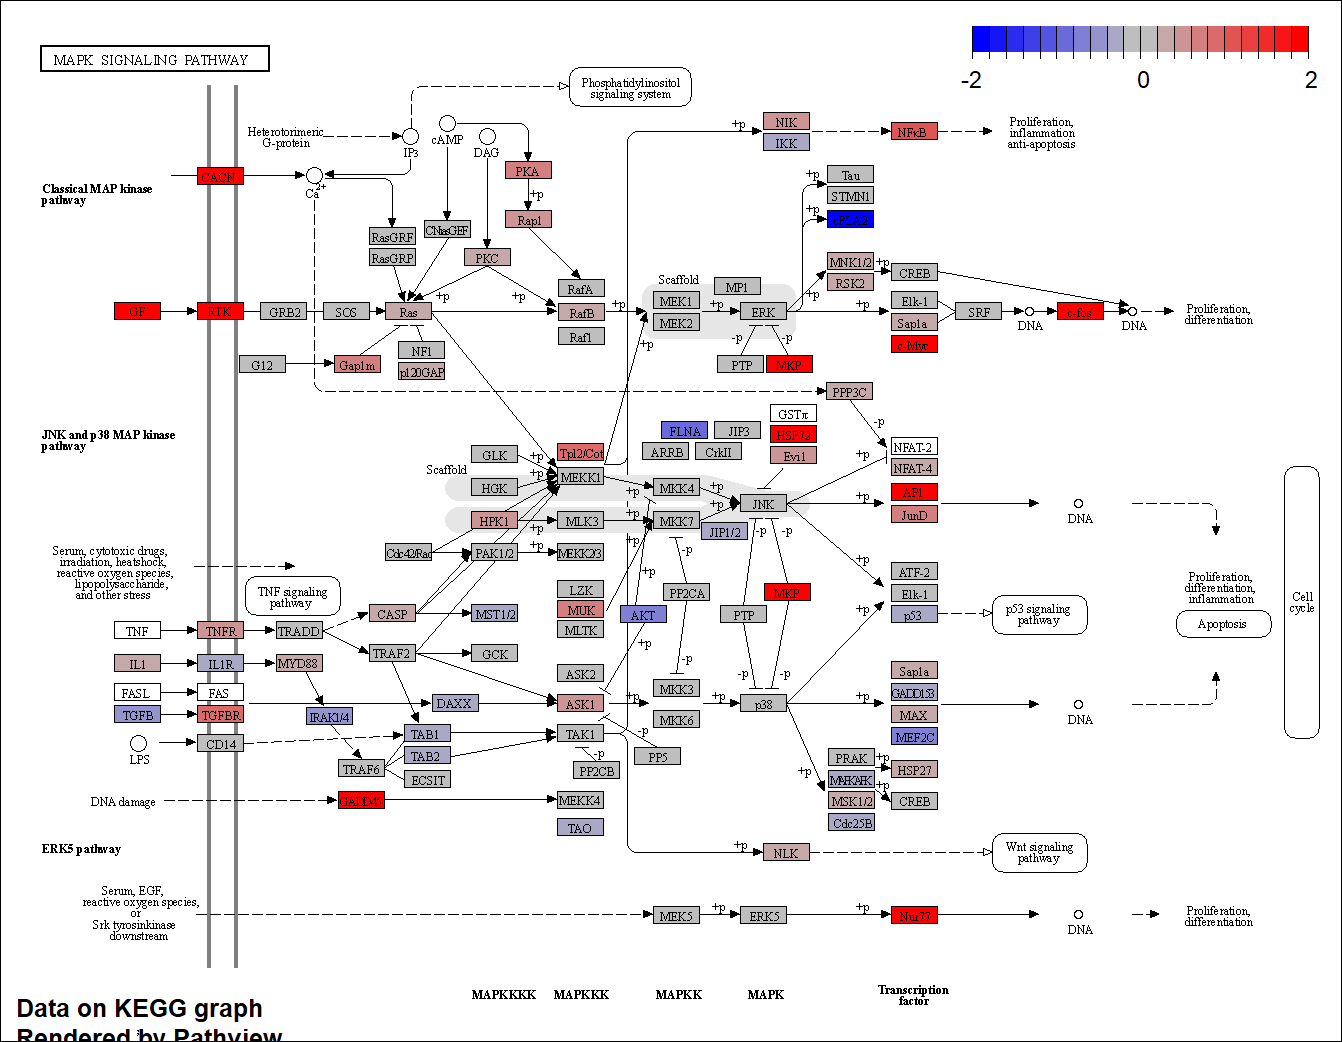 MAPK SIGNALING PATHWAY
-2 0 2
Phosphatidylinositol
signaling system
Heterotorimeric
G-protein
IP3
cAMP
DAG
+p
NIK
IKK
NFκB
Proliferation,
inflammation
anti-apoptosis
CACN
Ca2+
PKA
+p
Rap1
Tau
+p
STMN1
+p
cPLA2
Classical MAP kinase
pathway
RasGRF
RasGRP
CNrasGEF
PKC
MNK1/2
+p
RSK2
+p
+p
CREB
Scaffold
MP1
RafA
GF
RTK
GRB2
SOS
Ras
+p
+p
RafB
+p
Raf1
MEK1
MEK2
+p
ERK
+p
Elk-1
Sap1a
c-Myc
SRF
DNA
c-fos
DNA
Proliferation,
differentiation
G12
Gap1m
NF1
p120GAP
+p
-p
-p
PTP
MKP
PPP3C
-p
JNK and p38 MAP kinase
pathway
GSTπ
HSP72
Evi1
FLNA
JIP3
ARRB
CrkII
NFAT-2
NFAT-4
+p
Scaffold
GLK
HGK
HPK1
+p
+p
+p
Tpl2/Cot
MEKK1
MLK3
+p
+p
MKK4
MKK7
+p
+p
JIP1/2
JNK
+p
AP1
JunD
DNA
Cdc42/Rac
PAK1/2
+p
MEKK2/3
+p
-p
-p
-p
+p
Serum, cytotoxic drugs,
irradiation, heatshock,
reactive oxygen species,
lipopolysaccharide,
and other stress
TNF signaling
pathway
LZK
MUK
MLTK
+p
AKT
PP2CA
MKP
PTP
ATF-2
Elk-1
p53
+p
p53 signaling
pathway
Proliferation,
differentiation,
inflammation
Apoptosis
Cell
cycle
CASP
MST1/2
TNF
TNFR
TRADD
TRAF2
GCK
+p
IL1
IL1R
MYD88
ASK2
-p
-p
-p
MKK3
FASL
FAS
DAXX
ASK1
+p
+p
p38
+p
Sap1a
GADD153
MAX
MEF2C
DNA
TGFB
TGFBR
IRAK1/4
MKK6
LPS
CD14
TAB1
TAB2
TAK1
-p
PP2CB
PP5
TRAF6
ECSIT
PRAK
+p
+p
MAPKAPK
+p
MSK1/2
Cdc25B
HSP27
CREB
DNA damage
GADD45
MEKK4
TAO
ERK5 pathway
+p
NLK
Wnt signaling
pathway
Serum, EGF,
reactive oxygen species,
or
Srk tyrosinkinase
downstream
MEK5
+p
ERK5
+p
Nur77
DNA
Proliferation,
differentiation
MAPKKKK
MAPKKK
MAPKK
MAPK
Transcription
factor
Data on KEGG graph
Rendered by Pathview